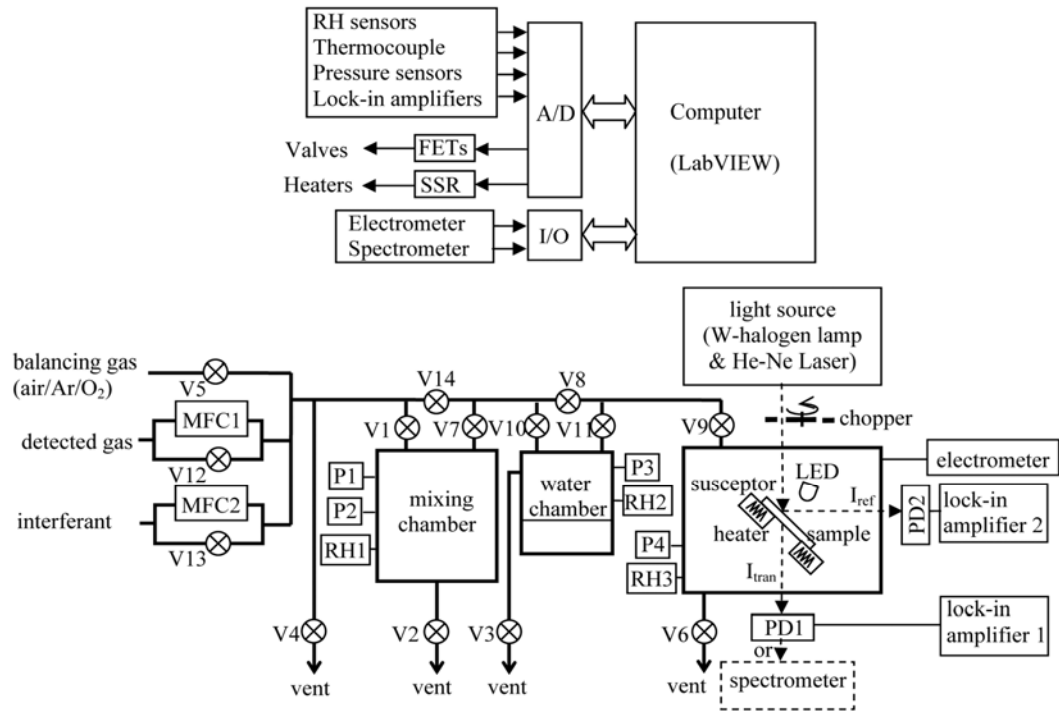 RH sensors
Thermocouple
Pressure sensors
Lock-in amplifiers
A/D
Computer
(LabVIEW)
Valves
FETs
Heaters
SSR
Electrometer
Spectrometer
I/O
light source
(W-halogen lamp
& He-Ne Laser)
balancing gas
(air/Ar/O₂)
V5
V14
V8
chopper
MFC1
detected gas
V12
V1
V7
V10
V11
V9
MFC2
interferant
V13
P1
P2
RH1
mixing
chamber
water
chamber
P3
RH2
P4
RH3
susceptor
LED
heater
sample
I_ref
I_tran
electrometer
PD2
lock-in
amplifier 2
lock-in
amplifier 1
PD1
or
spectrometer
V4
V2
V3
V6
vent
vent
vent
vent